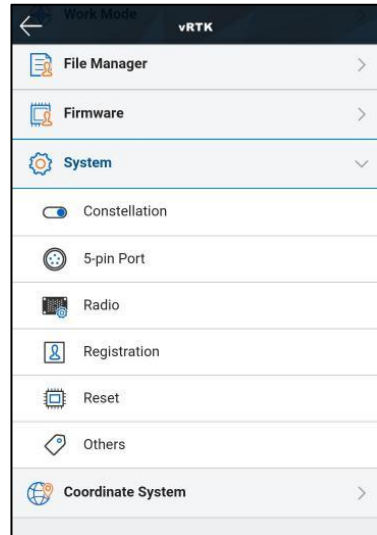 Work Mode
vRTK
File Manager
Firmware
System
Constellation
5-pin Port
Radio
Registration
Reset
Others
Coordinate System